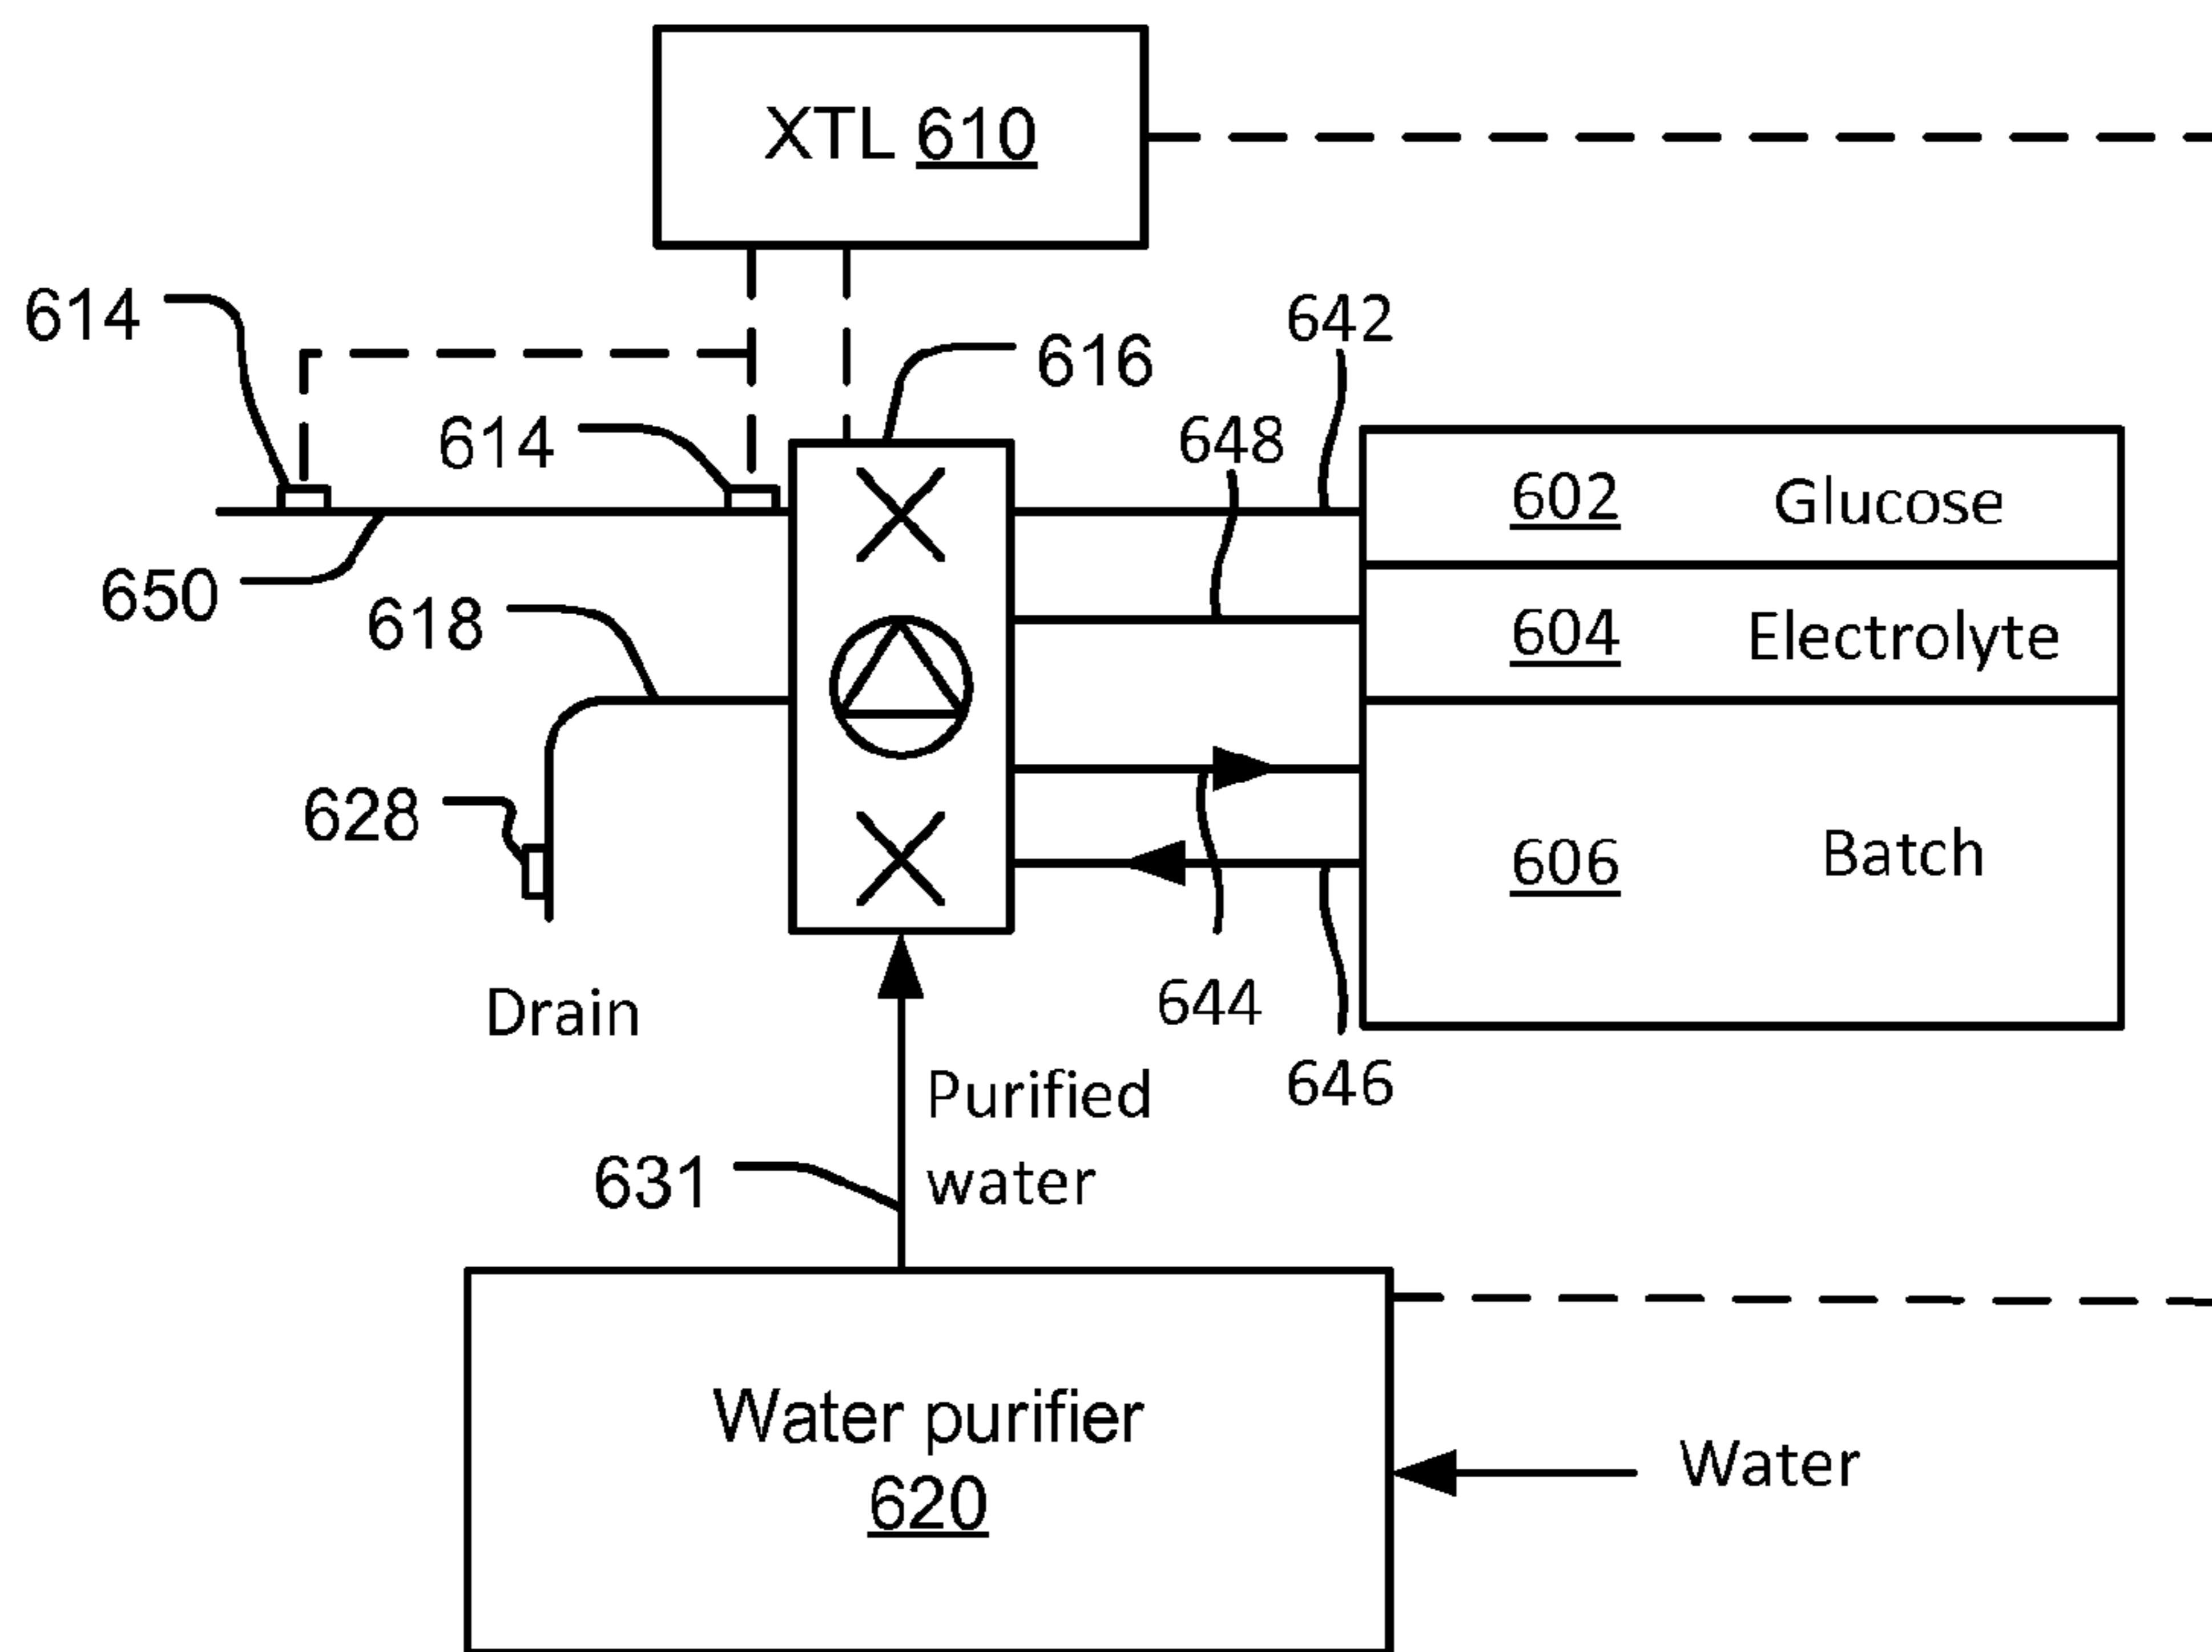 XTL 610
614
616
642
614
648
602 Glucose
650
618
604 Electrolyte
628
606 Batch
Drain
644
646
Purified
water
631
Water purifier
620
Water